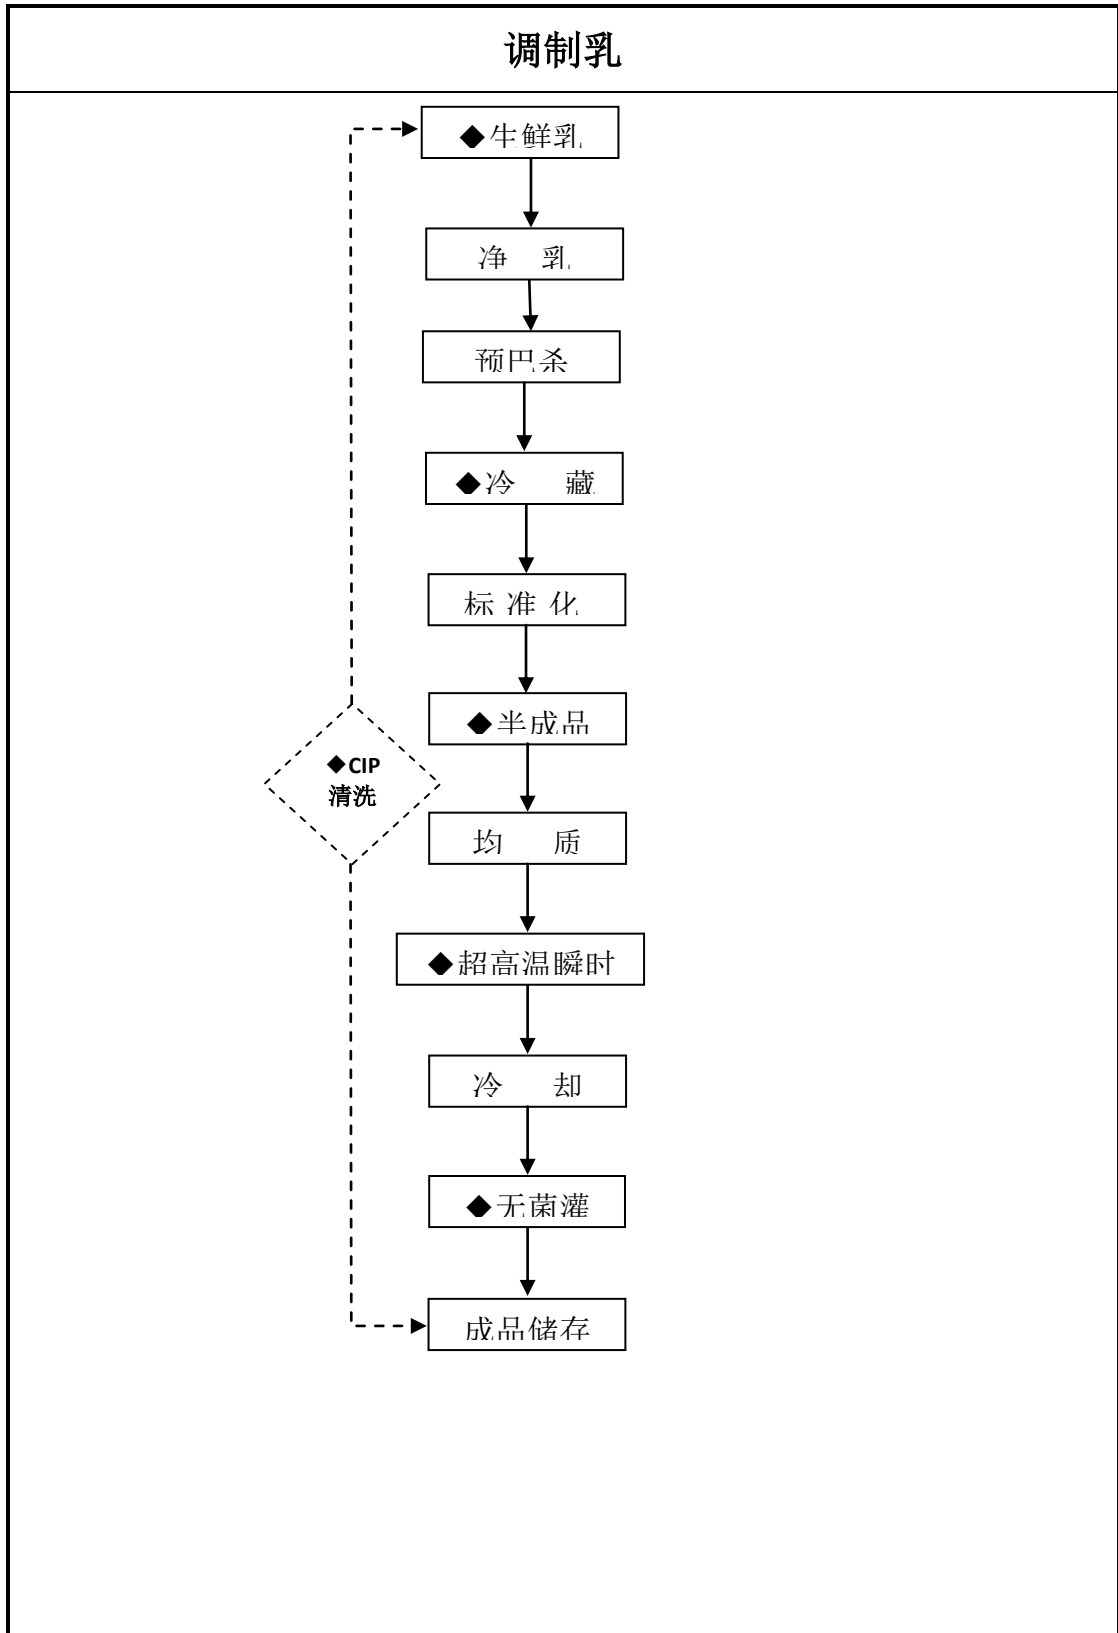 调制乳
◆生鲜乳
净 乳
预巴杀
◆冷 藏
标 准 化
◆半成品
◆CIP
清洗
均 质
◆超高温瞬时
冷 却
◆无菌灌
成品储存